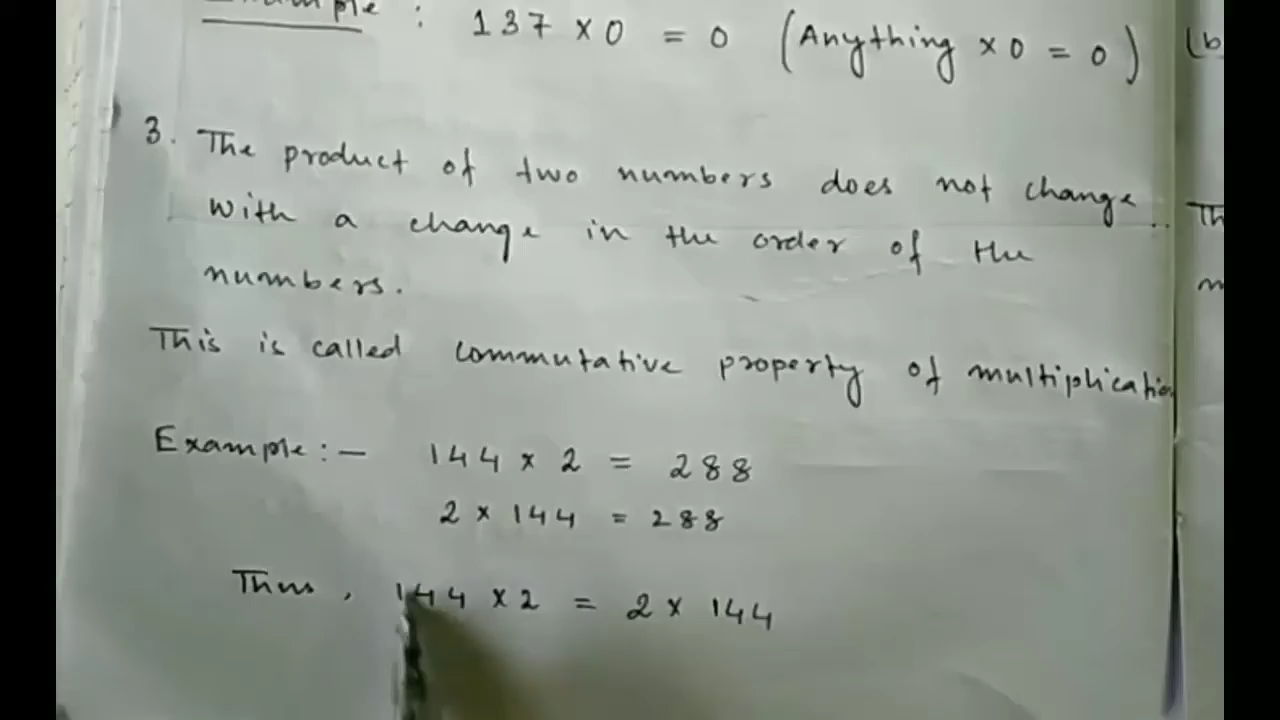 : 137 × 0 = 0 (Anything × 0 = 0)
3. The product of two numbers does not change
with a change in the order of the
numbers.
This is called commutative property of multiplication
Example :- 144 × 2 = 288
2 × 144 = 288
Thus, 144 × 2 = 2 × 144